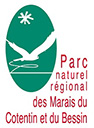 Parc
naturel
régional
des Marais du
Cotentin et du Bessin